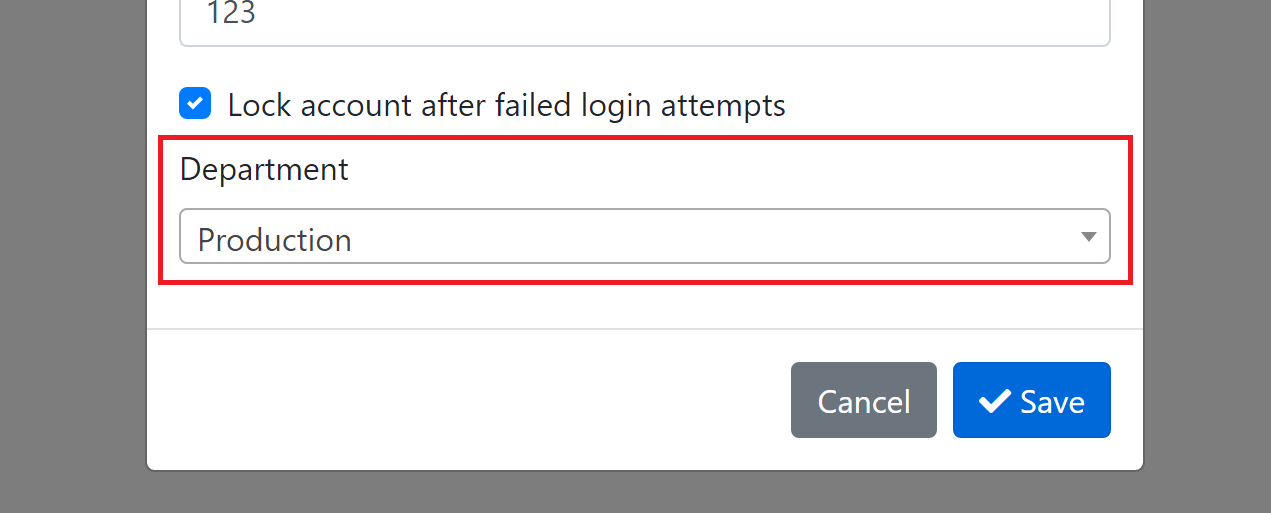 123
Lock account after failed login attempts
Department
Production
Cancel
Save